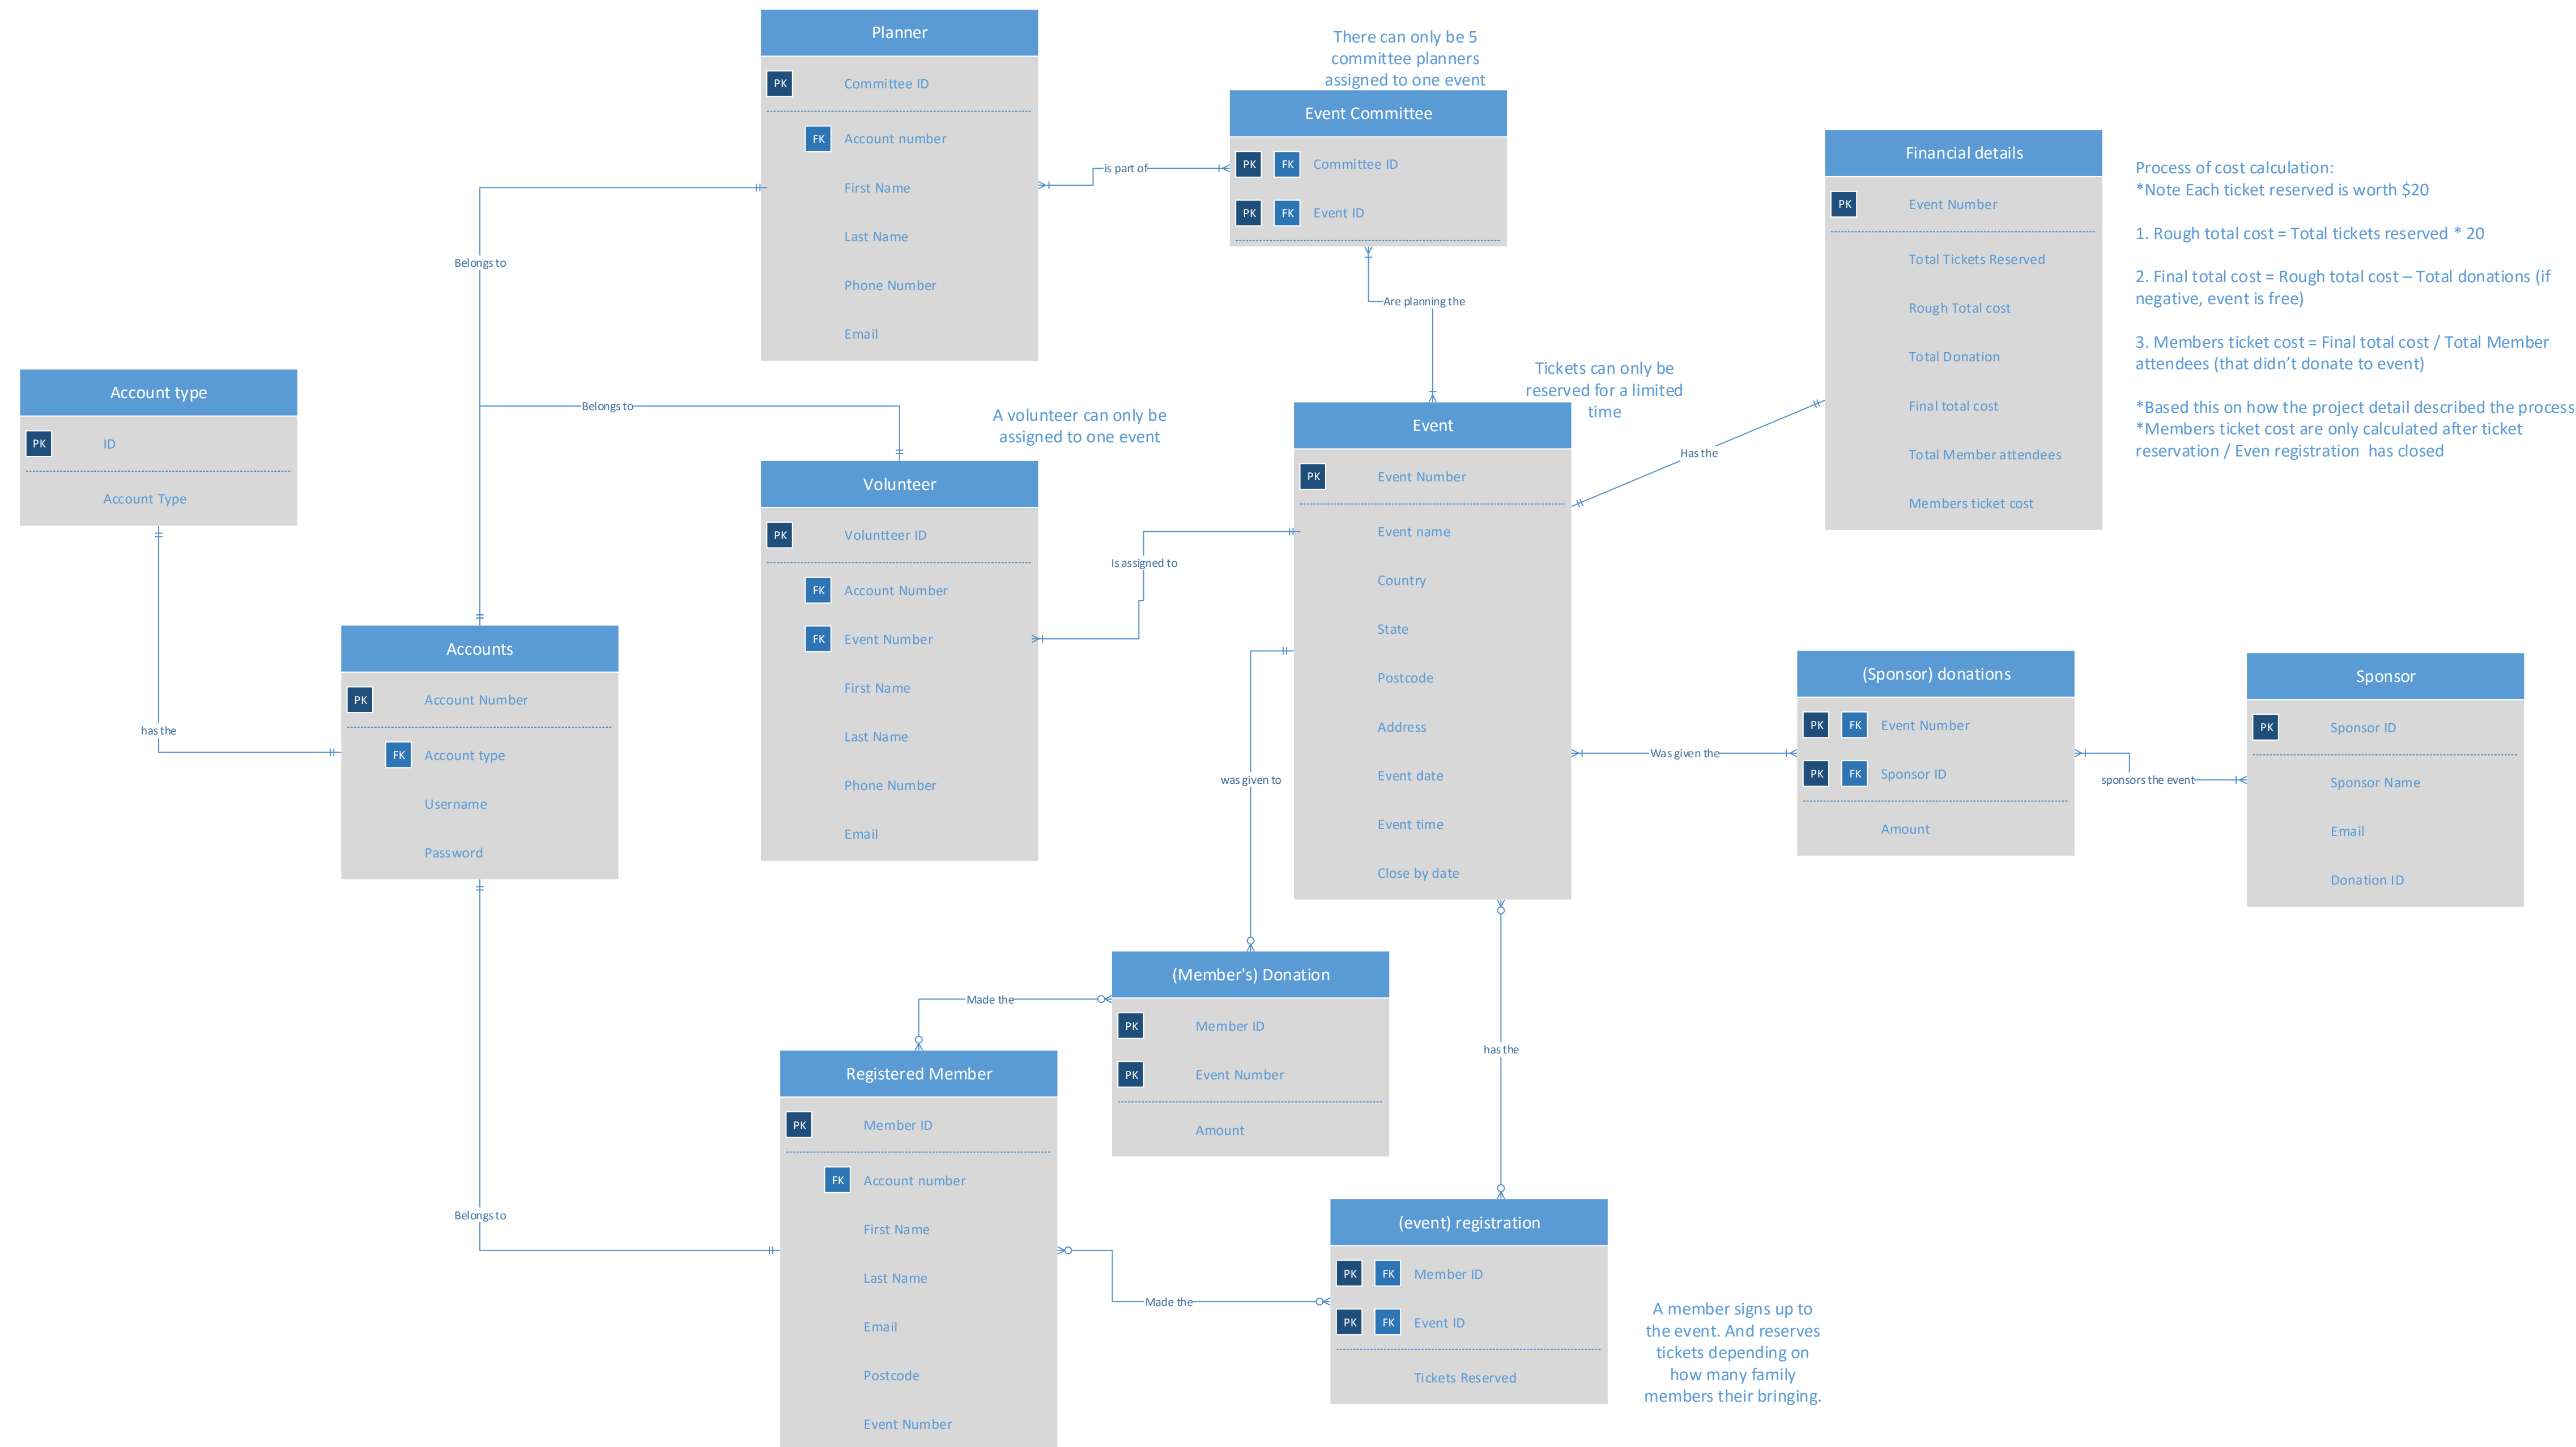 Planner
PK Committee ID
FK Account number
First Name
Last Name
Phone Number
Email
There can only be 5
committee planners
assigned to one event
Event Committee
PK FK Committee ID
PK FK Event ID
is part of
Are planning the
Financial details
PK Event Number
Total Tickets Reserved
Rough Total cost
Total Donation
Final total cost
Total Member attendees
Members ticket cost
Process of cost calculation:
*Note Each ticket reserved is worth $20
1. Rough total cost = Total tickets reserved * 20
2. Final total cost = Rough total cost – Total donations (if
negative, event is free)
3. Members ticket cost = Final total cost / Total Member
attendees (that didn’t donate to event)
*Based this on how the project detail described the process
*Members ticket cost are only calculated after ticket
reservation / Even registration has closed
Belongs to
Belongs to
Account type
PK ID
Account Type
has the
A volunteer can only be
assigned to one event
Volunteer
PK Voluntteer ID
FK Account Number
FK Event Number
First Name
Last Name
Phone Number
Email
Is assigned to
Tickets can only be
reserved for a limited
time
Event
PK Event Number
Event name
Country
State
Postcode
Address
Event date
Event time
Close by date
Has the
Accounts
PK Account Number
FK Account type
Username
Password
was given to
Was given the
(Sponsor) donations
PK FK Event Number
PK FK Sponsor ID
Amount
sponsors the event
Sponsor
PK Sponsor ID
Sponsor Name
Email
Donation ID
(Member's) Donation
PK Member ID
PK Event Number
Amount
Made the
has the
Belongs to
Registered Member
PK Member ID
FK Account number
First Name
Last Name
Email
Postcode
Event Number
Made the
(event) registration
PK FK Member ID
PK FK Event ID
Tickets Reserved
A member signs up to
the event. And reserves
tickets depending on
how many family
members their bringing.